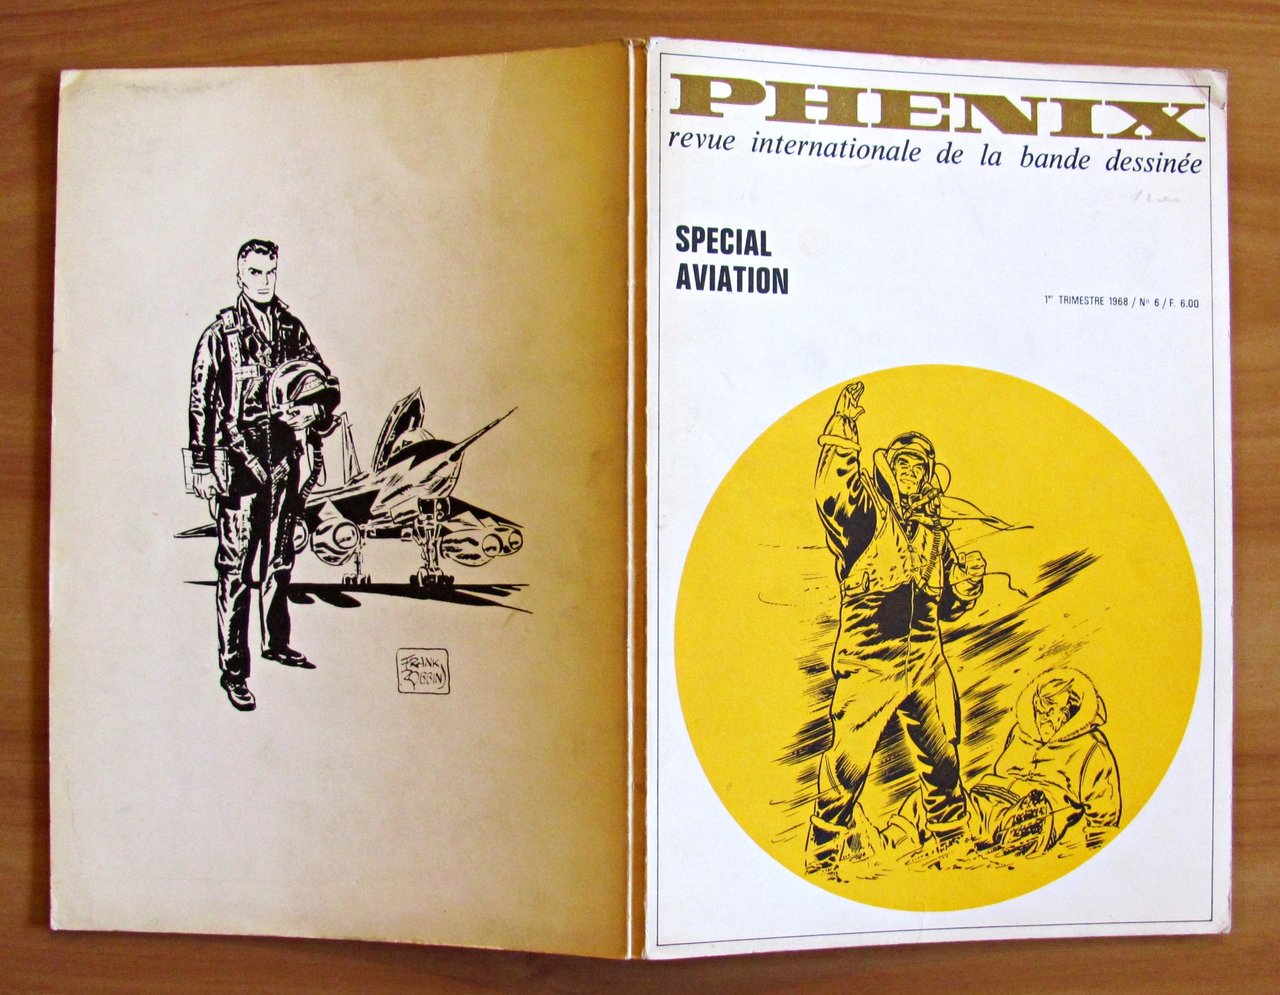 PHENIX
revue internationale de la bande dessinée
SPECIAL
AVIATION
1er TRIMESTRE 1968 / No 6 / F. 6.00
FRANK
ROBBINS